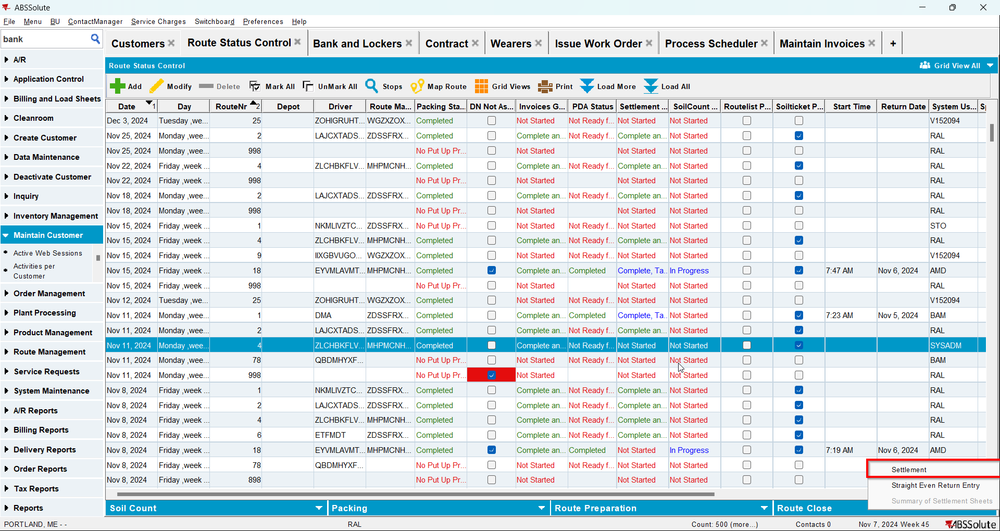 ABSSolute
File Menu BU ContactManager Service Charges Switchboard Preferences Help
bank
Customers Route Status Control Bank and Lockers Contract Wearers Issue Work Order Process Scheduler Maintain Invoices +
Route Status Control Grid View All
Add Modify Delete Mark All UnMark All Stops Map Route Grid Views Print Load More Load All
A/R
Application Control
Billing and Load Sheets
Cleanroom
Create Customer
Data Maintenance
Deactivate Customer
Inquiry
Inventory Management
Maintain Customer
Active Web Sessions
Activities per
Customer
Order Management
Plant Processing
Product Management
Route Management
Service Requests
System Maintenance
A/R Reports
Billing Reports
Delivery Reports
Order Reports
Tax Reports
Reports
Date 1 Day RouteNr 2 Depot Driver Route Ma... Packing Sta... DN Not As... Invoices G... PDA Status Settlement ... SoilCount ... Routelist P... Soilticket P... Start Time Return Date System Us... Sp
Dec 3, 2024 Tuesday ,we... 25 ZOHIGRUHT... WGZXZOX... Completed Not Started Not Ready f... Not Started Not Started V152094
Nov 25, 2024 Monday ,wee... 2 LAJCXTADS... ZDSSFRX... Completed Complete an... Not Ready f... Complete an... Not Started RAL
Nov 25, 2024 Monday ,wee... 998 No Put Up Pr... Not Started Not Started Not Started RAL
Nov 22, 2024 Friday ,week ... 4 ZLCHBKFLV... MHPMCNH... Completed Complete an... Not Ready f... Complete an... Not Started RAL
Nov 22, 2024 Friday ,week ... 998 No Put Up Pr... Not Started Not Started Not Started RAL
Nov 18, 2024 Monday ,wee... 2 LAJCXTADS... ZDSSFRX... Completed Complete an... Not Ready f... Complete an... Not Started RAL
Nov 18, 2024 Monday ,wee... 998 No Put Up Pr... Not Started Not Started Not Started RAL
Nov 15, 2024 Friday ,week ... 1 NKMLIVZTC... ZDSSFRX... No Put Up Pr... Not Started Not Ready f... Not Started Not Started STO
Nov 15, 2024 Friday ,week ... 4 ZLCHBKFLV... MHPMCNH... Completed Complete an... Not Ready f... Complete an... Not Started RAL
Nov 15, 2024 Friday ,week ... 9 IIXGBVUGO... WGZXZOX... Completed Not Started Not Ready f... Not Started Not Started V152094
Nov 15, 2024 Friday ,week ... 18 EYVMLAVMT... MHPMCNH... Completed Complete an... Completed Complete, Ta... In Progress 7:47 AM Nov 6, 2024 AMD
Nov 15, 2024 Friday ,week ... 998 No Put Up Pr... Not Started Not Started Not Started RAL
Nov 12, 2024 Tuesday ,we... 25 ZOHIGRUHT... WGZXZOX... Completed Not Started Not Ready f... Not Started Not Started V152094
Nov 11, 2024 Monday ,wee... 1 DMA ZDSSFRX... Completed Complete an... Completed Complete, Ta... Not Started 7:23 AM Nov 5, 2024 BAM
Nov 11, 2024 Monday ,wee... 2 LAJCXTADS... ZDSSFRX... Completed Complete an... Not Ready f... Complete an... Not Started RAL
Nov 11, 2024 Monday ,wee... 4 ZLCHBKFLV... MHPMCNH... Completed Complete an... Not Ready f... Not Started Not Started SYSADM
Nov 11, 2024 Monday ,wee... 78 QBDMHYXF... No Put Up Pr... Not Started Not Ready f... Not Started Not Started BAM
Nov 11, 2024 Monday ,wee... 998 No Put Up Pr... Not Started Not Started Not Started RAL
Nov 8, 2024 Friday ,week ... 1 NKMLIVZTC... ZDSSFRX... Completed Complete an... Not Ready f... Complete an... Not Started RAL
Nov 8, 2024 Friday ,week ... 2 LAJCXTADS... ZDSSFRX... Completed Complete an... Not Ready f... Complete an... Not Started RAL
Nov 8, 2024 Friday ,week ... 4 ZLCHBKFLV... MHPMCNH... Completed Complete an... Not Ready f... Complete an... Not Started RAL
Nov 8, 2024 Friday ,week ... 6 ETFMDT ZDSSFRX... Completed Complete an... Not Ready f... Complete an... Not Started RAL
Nov 8, 2024 Friday ,week ... 18 EYVMLAVMT... MHPMCNH... Completed Complete an... Completed Not Started In Progress 7:19 AM Nov 6, 2024 AMD
Nov 8, 2024 Friday ,week ... 78 QBDMHYXF... No Put Up Pr... Not Started Not Ready f... Not Started Not Started
Nov 8, 2024 Friday ,week ... 898 No Put Up Pr... Not Started Not Started Not Started
Settlement
Straight Even Return Entry
Summary of Settlement Sheets
Soil Count Packing Route Preparation Route Close
PORTLAND, ME - - RAL Count: 500 (more...) Contacts 0 Nov 7, 2024 Week 45 ABSSolute